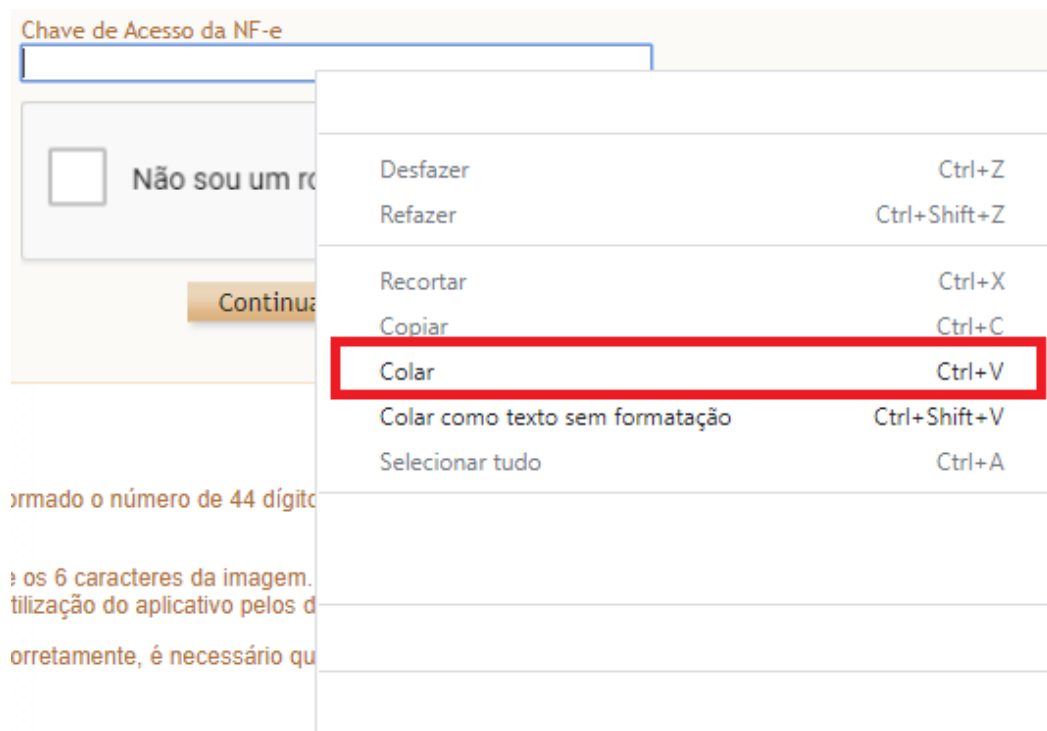 Chave de Acesso da NF-e
Não sou um ro
Continua
Desfazer Ctrl+Z
Refazer Ctrl+Shift+Z
Recortar Ctrl+X
Copiar Ctrl+C
Colar Ctrl+V
Colar como texto sem formatação Ctrl+Shift+V
Selecionar tudo Ctrl+A
ormado o número de 44 dígito
e os 6 caracteres da imagem.
tilização do aplicativo pelos d
orretamente, é necessário qu